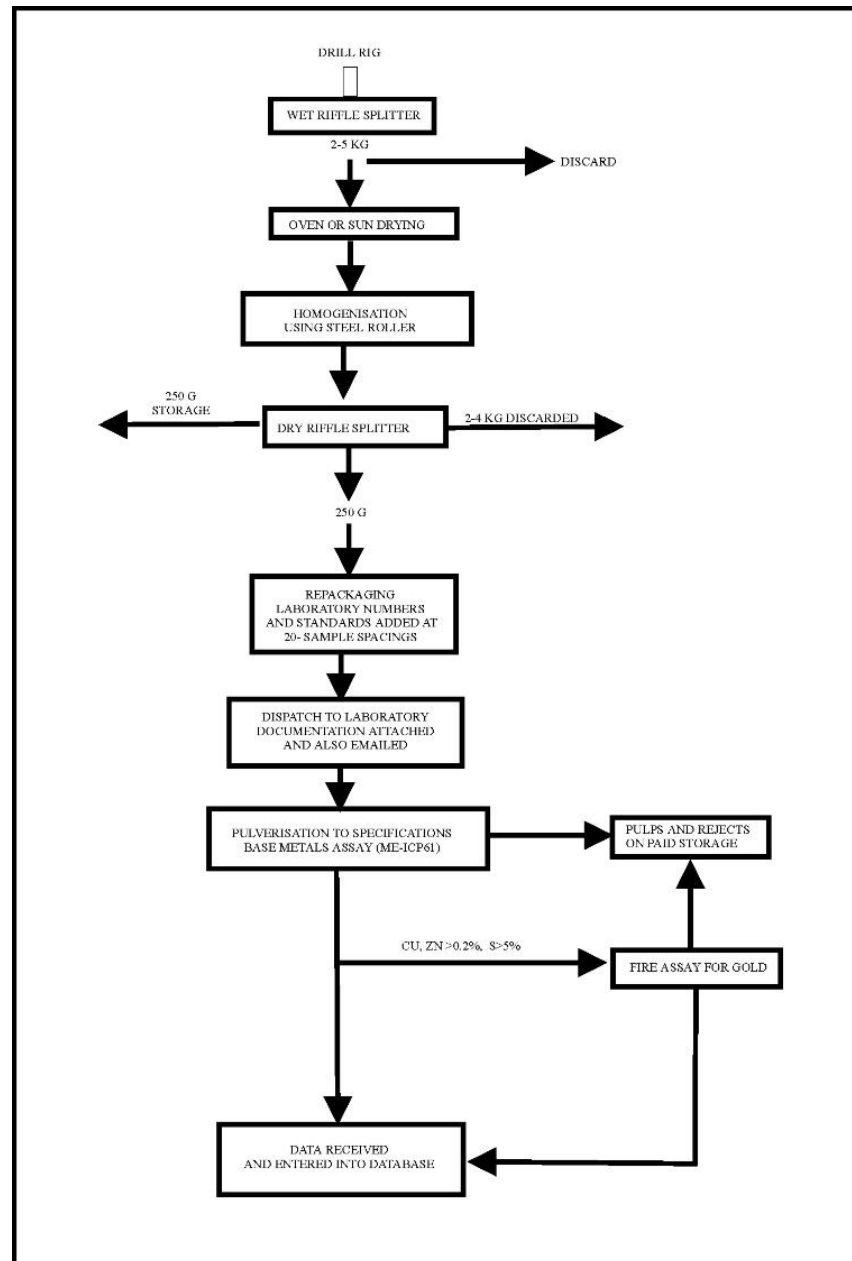 DRILL RIG
WET RIFFLE SPLITTER
2-5 KG
DISCARD
OVEN OR SUN DRYING
HOMOGENISATION
USING STEEL ROLLER
250 G
STORAGE
DRY RIFFLE SPLITTER
2-4 KG DISCARDED
250 G
REPACKAGING
LABORATORY NUMBERS
AND STANDARDS ADDED AT
20- SAMPLE SPACINGS
DISPATCH TO LABORATORY
DOCUMENTATION ATTACHED
AND ALSO EMAILED
PULVERISATION TO SPECIFICATIONS
BASE METALS ASSAY (ME-ICP61)
PULPS AND REJECTS
ON PAID STORAGE
CU, ZN >0.2%, S>5%
FIRE ASSAY FOR GOLD
DATA RECEIVED
AND ENTERED INTO DATABASE